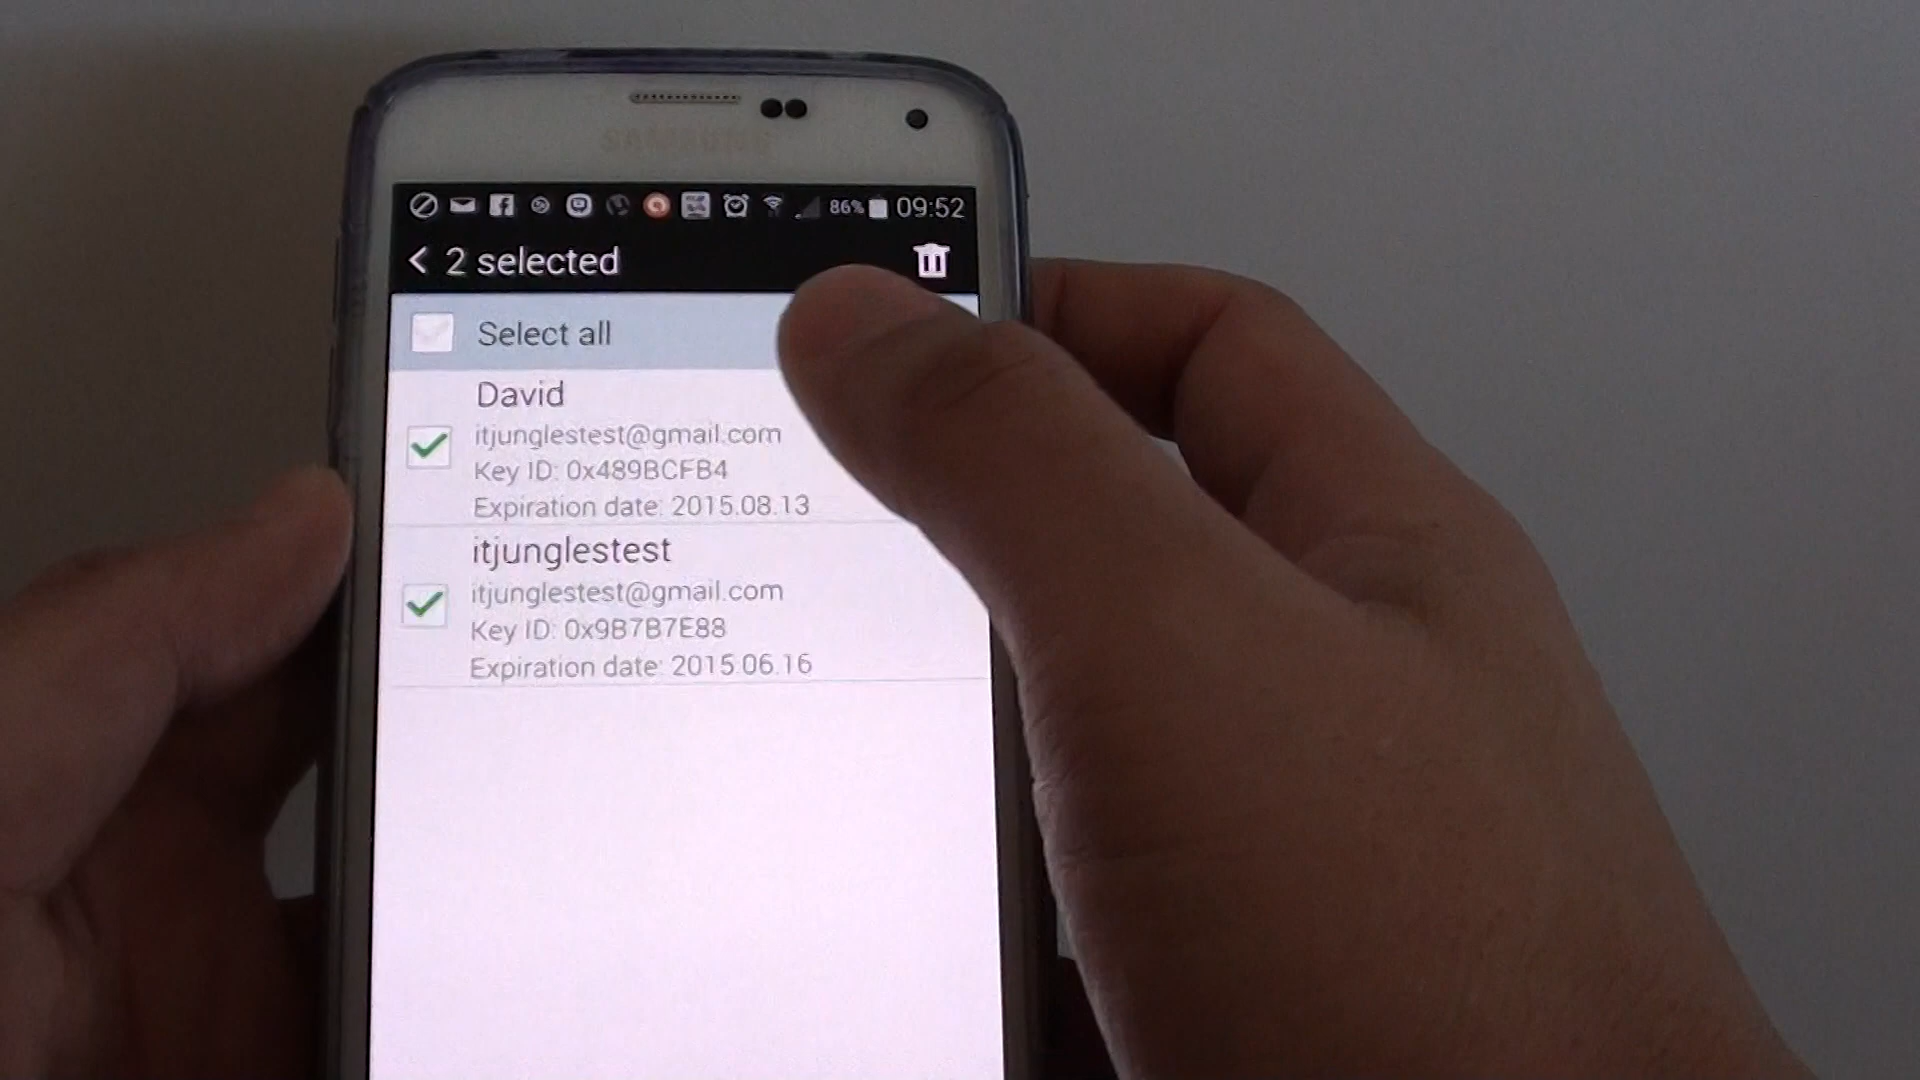 SAMSUNG
86% 09:52
2 selected
Select all
David
itjunglestest@gmail.com
Key ID: 0x489BCFB4
Expiration date: 2015.08.13
itjunglestest
itjunglestest@gmail.com
Key ID: 0x9B7B7E88
Expiration date: 2015.06.16